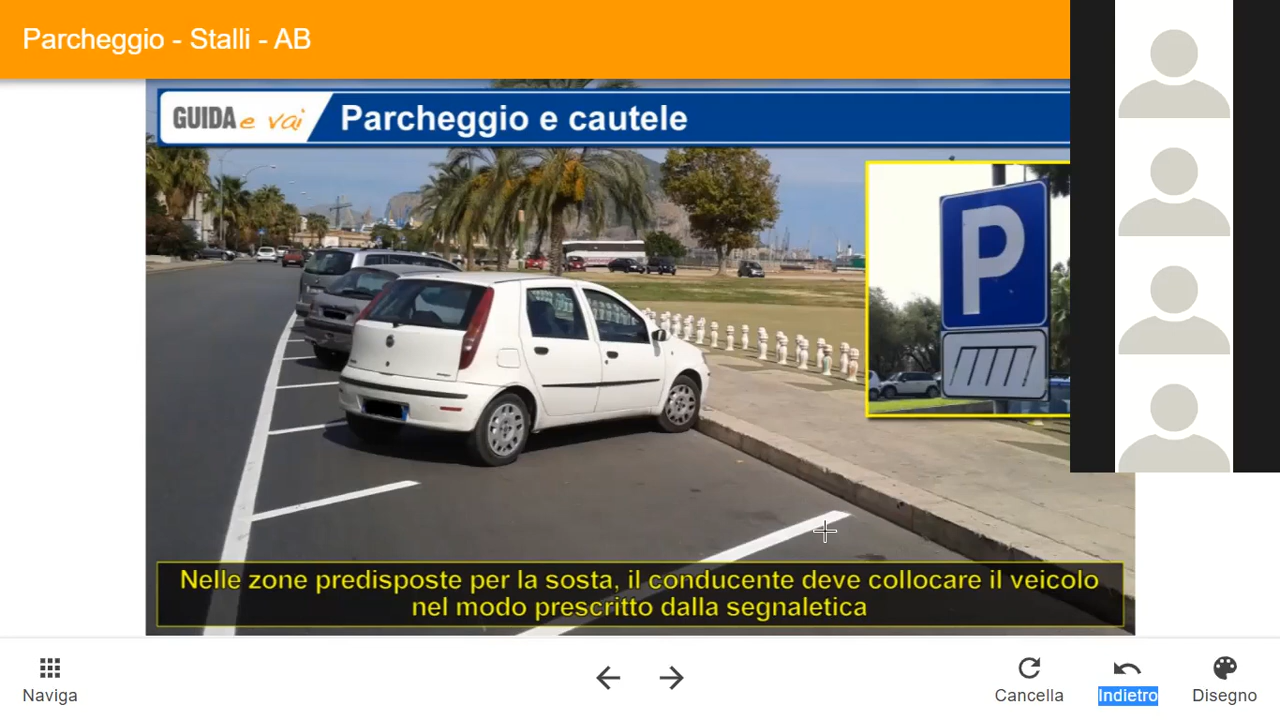 Parcheggio - Stalli - AB
GUIDA e vai
Parcheggio e cautele
P
Nelle zone predisposte per la sosta, il conducente deve collocare il veicolo
nel modo prescritto dalla segnaletica
Naviga
Cancella
Indietro
Disegno